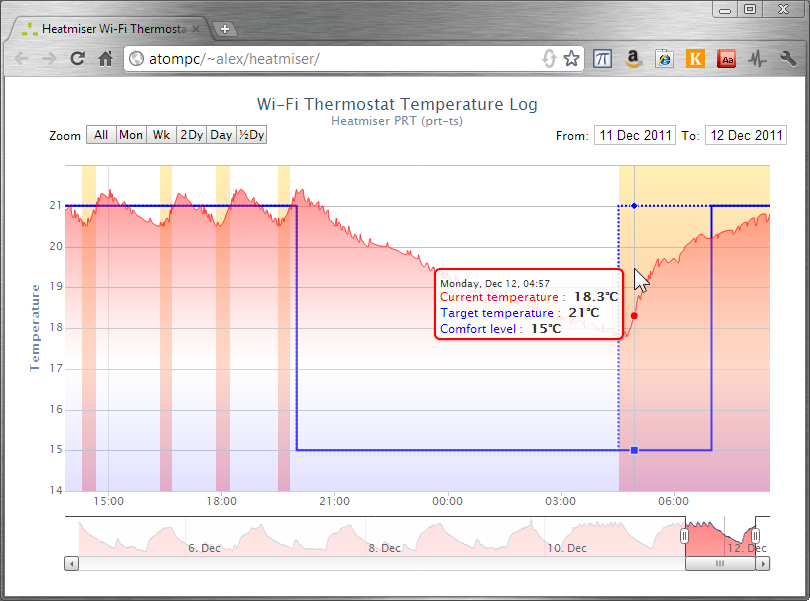 Heatmiser Wi-Fi Thermosta
atompc/~alex/heatmiser/
π a e K Aa
Wi-Fi Thermostat Temperature Log
Heatmiser PRT (prt-ts)
Zoom All Mon Wk 2Dy Day ½Dy From: 11 Dec 2011 To: 12 Dec 2011
Temperature
21
20
19
18
17
16
15
14
Monday, Dec 12, 04:57
Current temperature : 18.3°C
Target temperature : 21°C
Comfort level : 15°C
15:00 18:00 21:00 00:00 03:00 06:00
6. Dec 8. Dec 10. Dec 12. Dec